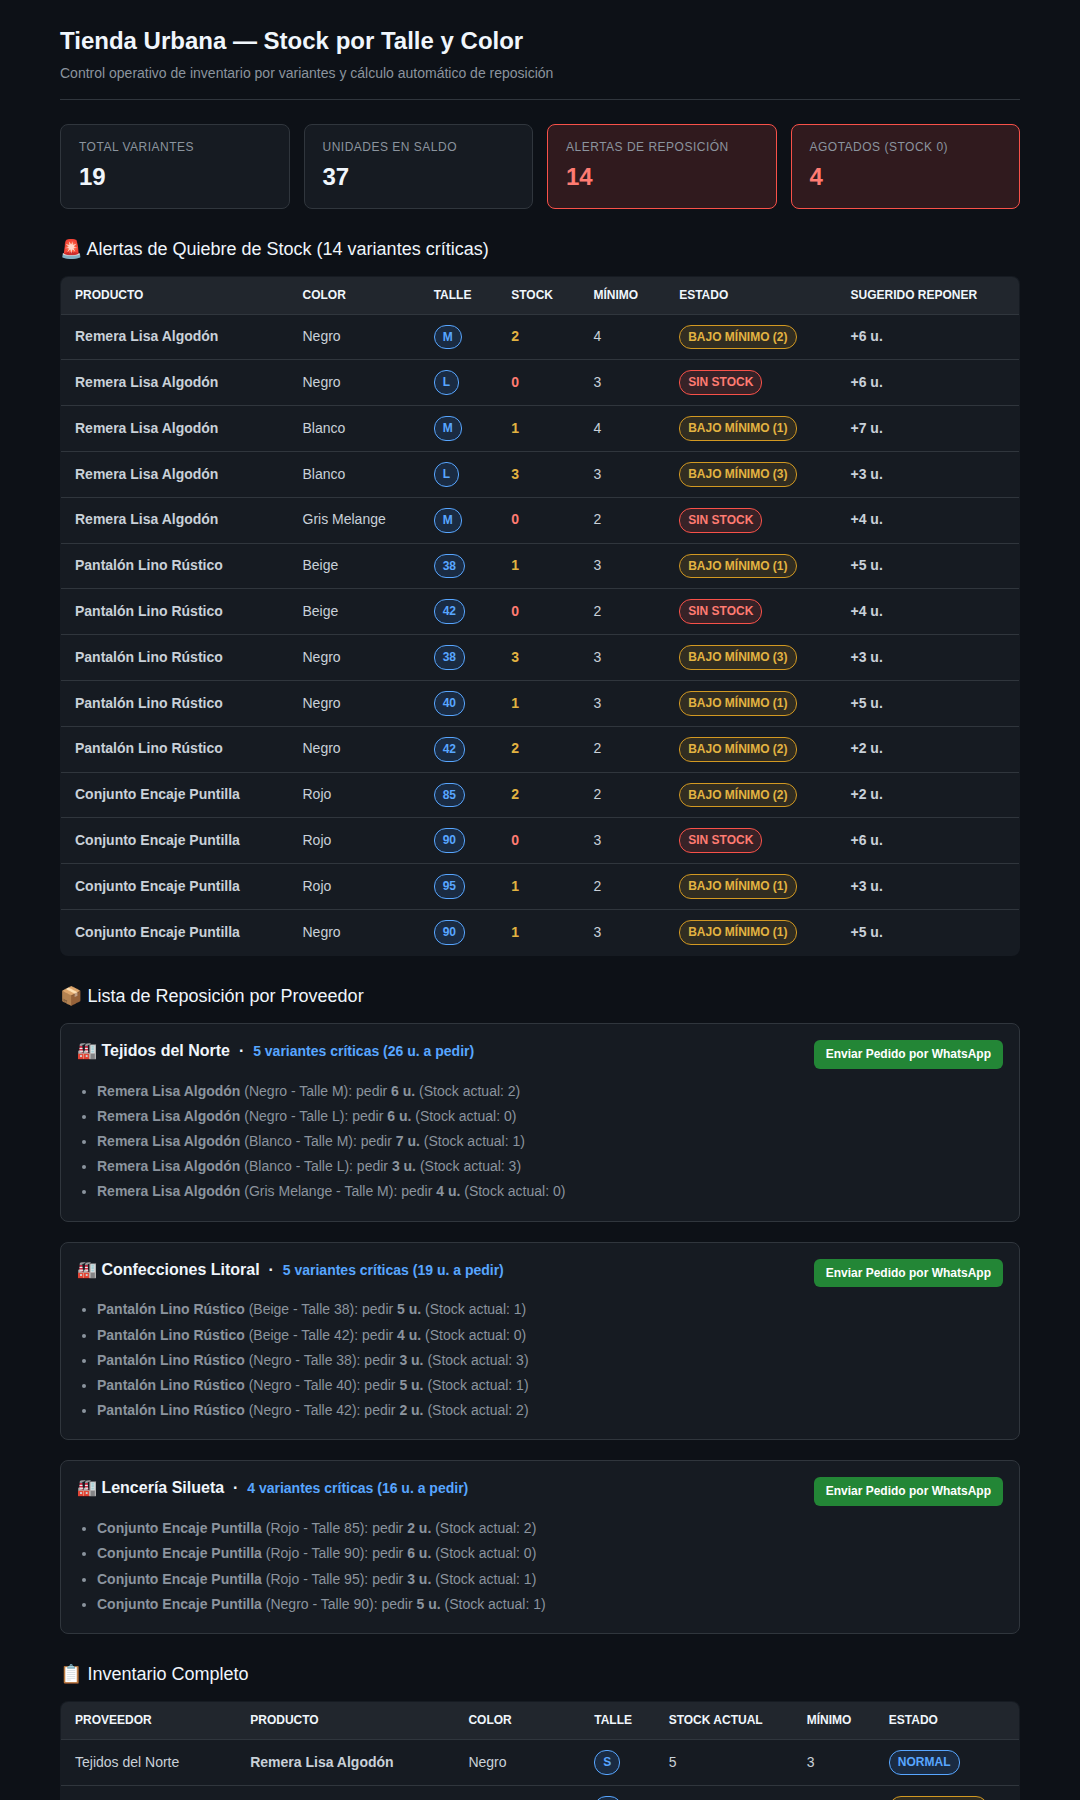 Tienda Urbana — Stock por Talle y Color
Control operativo de inventario por variantes y cálculo automático de reposición
TOTAL VARIANTES
19
UNIDADES EN SALDO
37
ALERTAS DE REPOSICIÓN
14
AGOTADOS (STOCK 0)
4
🚨 Alertas de Quiebre de Stock (14 variantes críticas)
PRODUCTO COLOR TALLE STOCK MÍNIMO ESTADO SUGERIDO REPONER
Remera Lisa Algodón Negro M 2 4 BAJO MÍNIMO (2) +6 u.
Remera Lisa Algodón Negro L 0 3 SIN STOCK +6 u.
Remera Lisa Algodón Blanco M 1 4 BAJO MÍNIMO (1) +7 u.
Remera Lisa Algodón Blanco L 3 3 BAJO MÍNIMO (3) +3 u.
Remera Lisa Algodón Gris Melange M 0 2 SIN STOCK +4 u.
Pantalón Lino Rústico Beige 38 1 3 BAJO MÍNIMO (1) +5 u.
Pantalón Lino Rústico Beige 42 0 2 SIN STOCK +4 u.
Pantalón Lino Rústico Negro 38 3 3 BAJO MÍNIMO (3) +3 u.
Pantalón Lino Rústico Negro 40 1 3 BAJO MÍNIMO (1) +5 u.
Pantalón Lino Rústico Negro 42 2 2 BAJO MÍNIMO (2) +2 u.
Conjunto Encaje Puntilla Rojo 85 2 2 BAJO MÍNIMO (2) +2 u.
Conjunto Encaje Puntilla Rojo 90 0 3 SIN STOCK +6 u.
Conjunto Encaje Puntilla Rojo 95 1 2 BAJO MÍNIMO (1) +3 u.
Conjunto Encaje Puntilla Negro 90 1 3 BAJO MÍNIMO (1) +5 u.
📦 Lista de Reposición por Proveedor
🏭 Tejidos del Norte · 5 variantes críticas (26 u. a pedir) Enviar Pedido por WhatsApp
• Remera Lisa Algodón (Negro - Talle M): pedir 6 u. (Stock actual: 2)
• Remera Lisa Algodón (Negro - Talle L): pedir 6 u. (Stock actual: 0)
• Remera Lisa Algodón (Blanco - Talle M): pedir 7 u. (Stock actual: 1)
• Remera Lisa Algodón (Blanco - Talle L): pedir 3 u. (Stock actual: 3)
• Remera Lisa Algodón (Gris Melange - Talle M): pedir 4 u. (Stock actual: 0)
🏭 Confecciones Litoral · 5 variantes críticas (19 u. a pedir) Enviar Pedido por WhatsApp
• Pantalón Lino Rústico (Beige - Talle 38): pedir 5 u. (Stock actual: 1)
• Pantalón Lino Rústico (Beige - Talle 42): pedir 4 u. (Stock actual: 0)
• Pantalón Lino Rústico (Negro - Talle 38): pedir 3 u. (Stock actual: 3)
• Pantalón Lino Rústico (Negro - Talle 40): pedir 5 u. (Stock actual: 1)
• Pantalón Lino Rústico (Negro - Talle 42): pedir 2 u. (Stock actual: 2)
🏭 Lencería Silueta · 4 variantes críticas (16 u. a pedir) Enviar Pedido por WhatsApp
• Conjunto Encaje Puntilla (Rojo - Talle 85): pedir 2 u. (Stock actual: 2)
• Conjunto Encaje Puntilla (Rojo - Talle 90): pedir 6 u. (Stock actual: 0)
• Conjunto Encaje Puntilla (Rojo - Talle 95): pedir 3 u. (Stock actual: 1)
• Conjunto Encaje Puntilla (Negro - Talle 90): pedir 5 u. (Stock actual: 1)
📋 Inventario Completo
PROVEEDOR PRODUCTO COLOR TALLE STOCK ACTUAL MÍNIMO ESTADO
Tejidos del Norte Remera Lisa Algodón Negro S 5 3 NORMAL